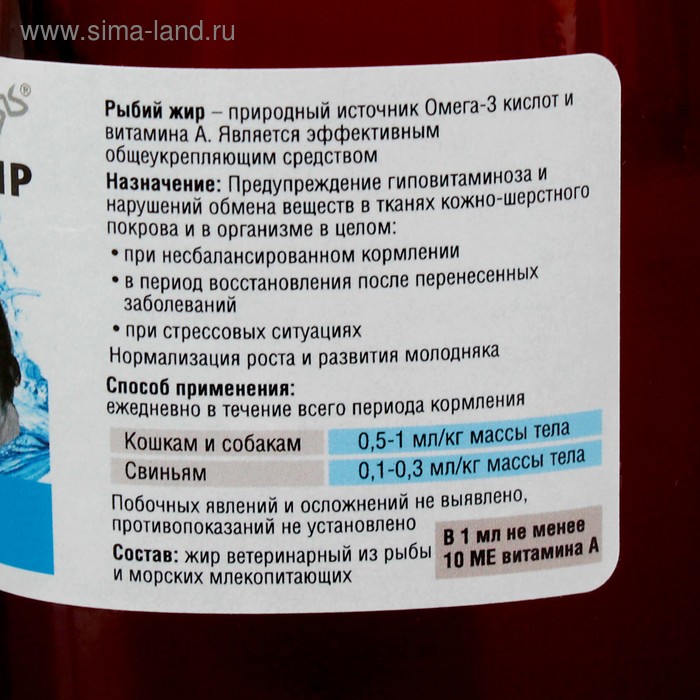 www.sima-land.ru
®
ИР
Рыбий жир – природный источник Омега-3 кислот и
витамина А. Является эффективным
общеукрепляющим средством
Назначение: Предупреждение гиповитаминоза и
нарушений обмена веществ в тканях кожно-шерстного
покрова и в организме в целом:
• при несбалансированном кормлении
• в период восстановления после перенесенных
заболеваний
• при стрессовых ситуациях
Нормализация роста и развития молодняка
Способ применения:
ежедневно в течение всего периода кормления
Кошкам и собакам 0,5-1 мл/кг массы тела
Свиньям 0,1-0,3 мл/кг массы тела
Побочных явлений и осложнений не выявлено,
противопоказаний не установлено
Состав: жир ветеринарный из рыбы
и морских млекопитающих
В 1 мл не менее
10 МЕ витамина А